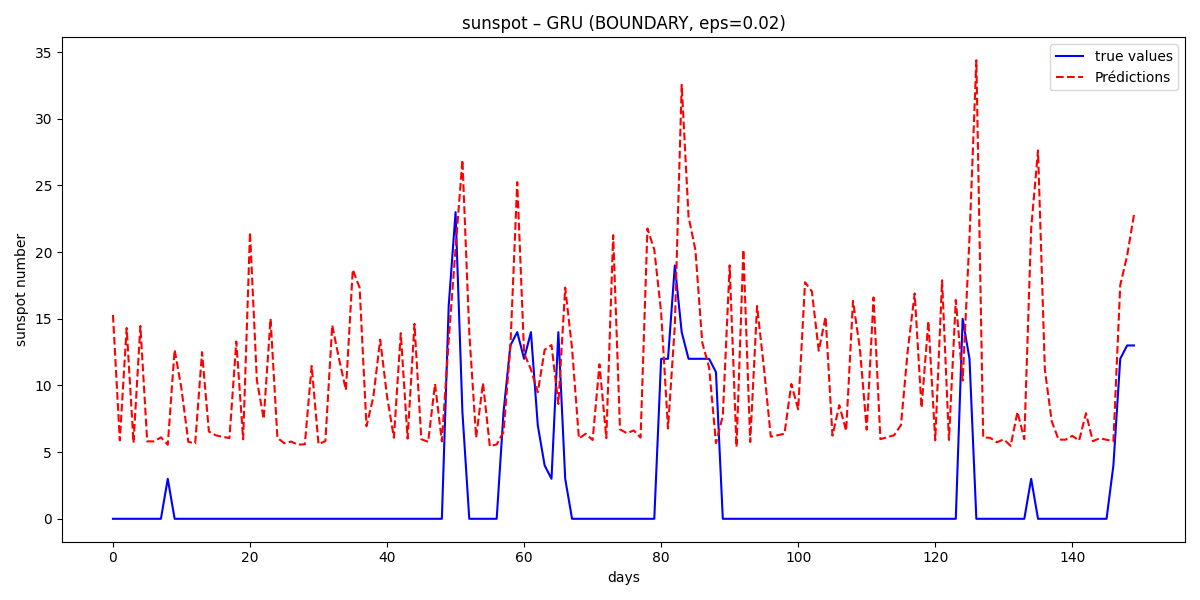 sunspot – GRU (BOUNDARY, eps=0.02)
true values
Prédictions
sunspot number
35
30
25
20
15
10
5
0
0 20 40 60 80 100 120 140
days